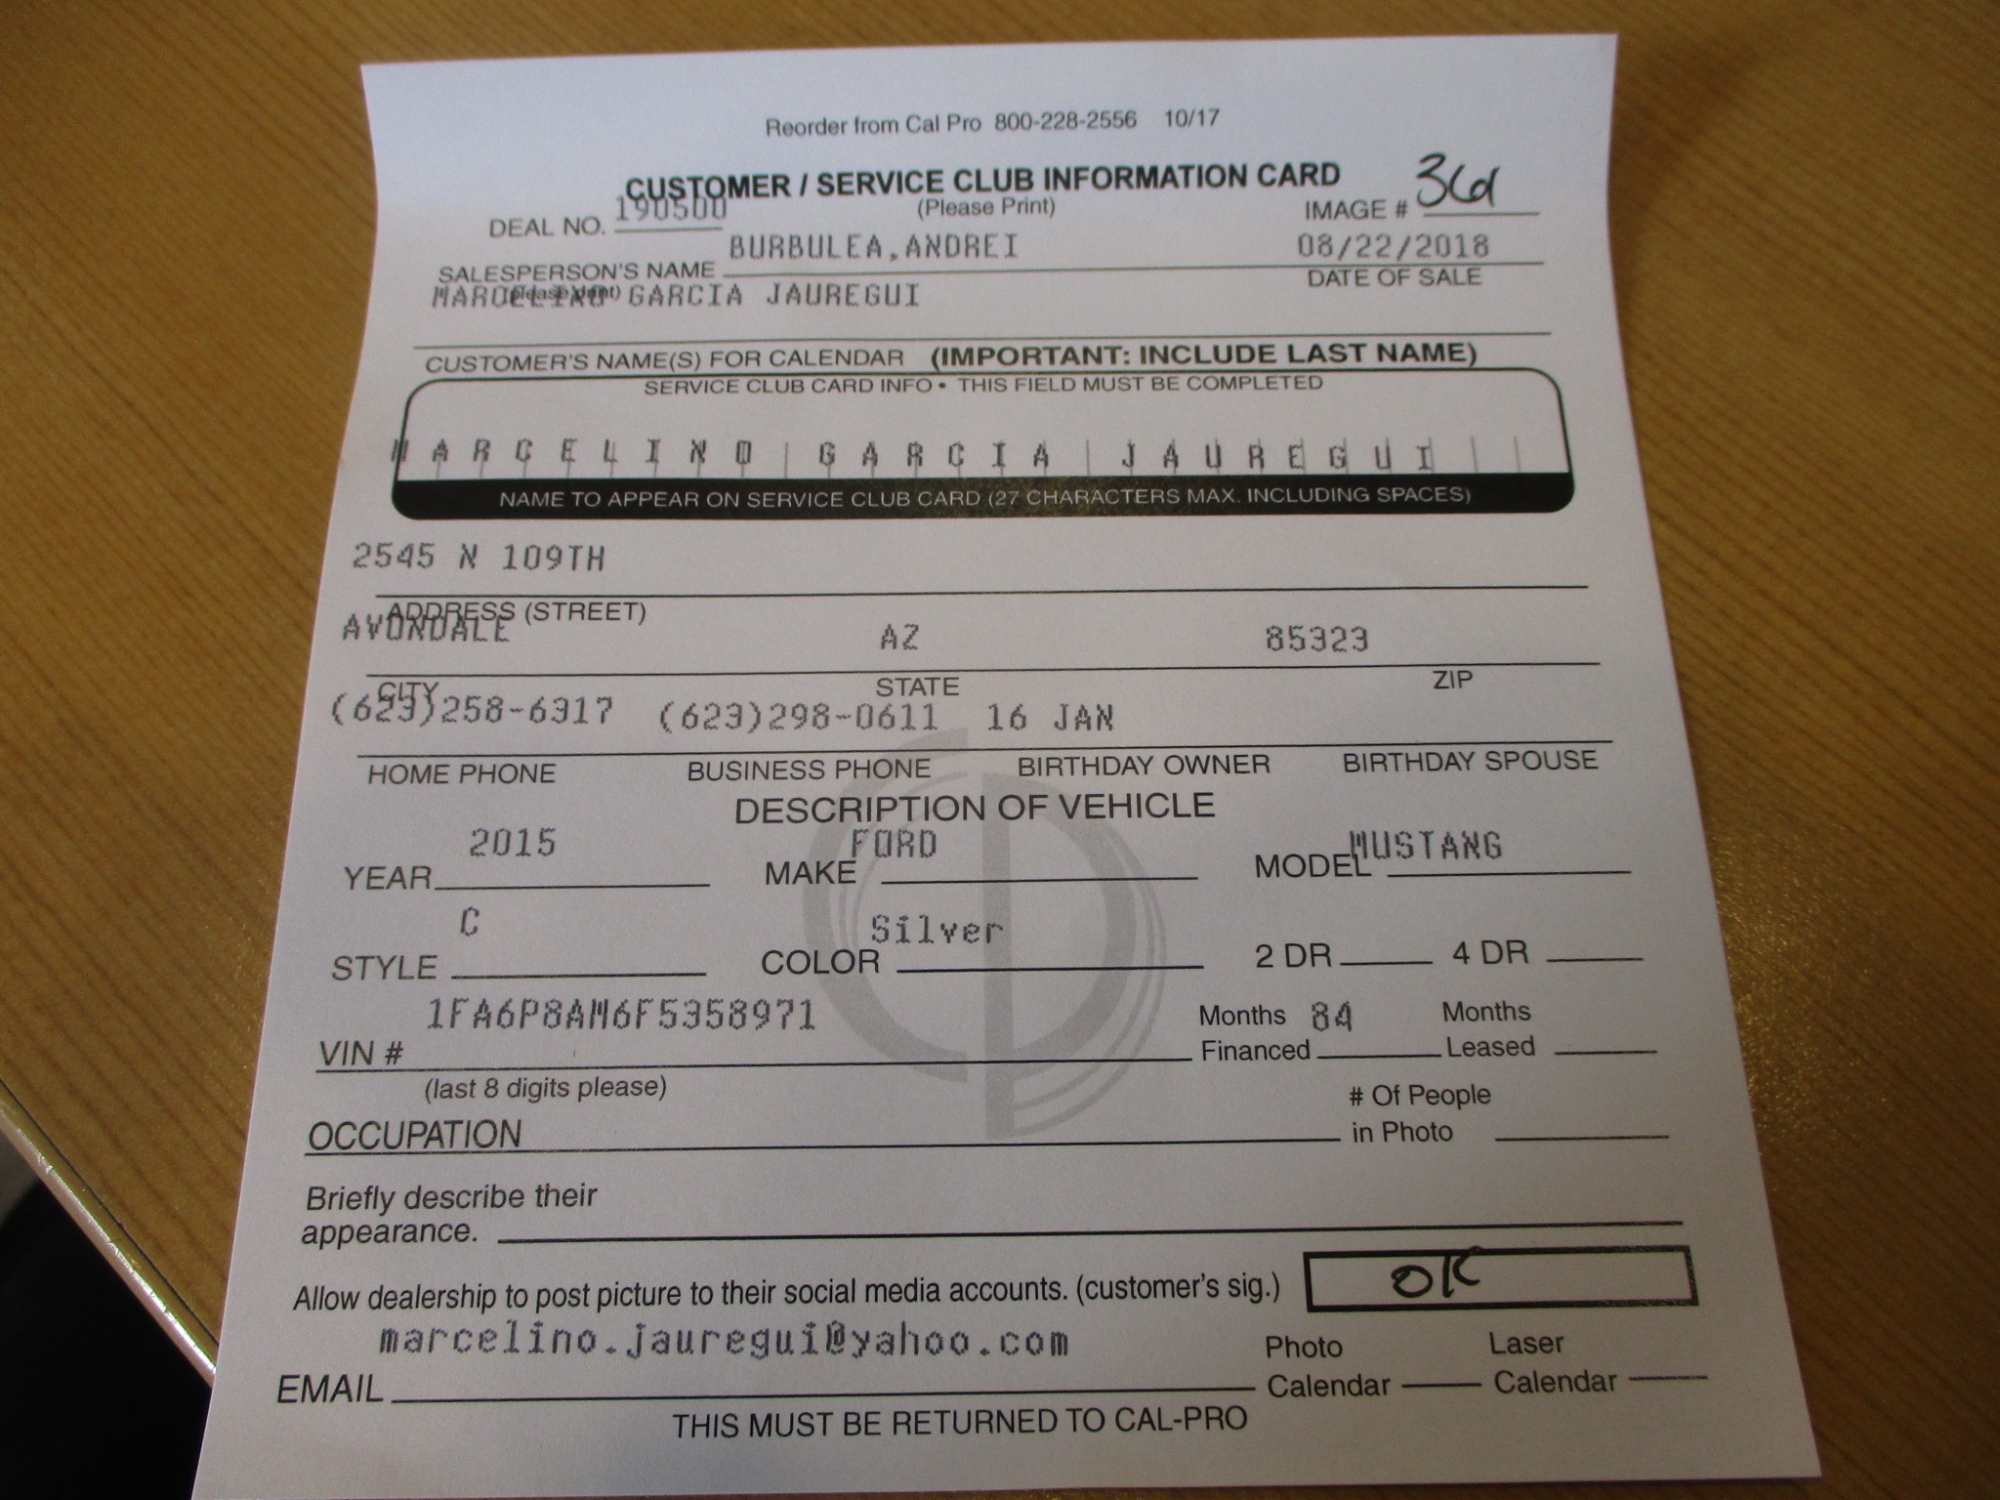 Reorder from Cal Pro 800-228-2556 10/17
CUSTOMER / SERVICE CLUB INFORMATION CARD
(Please Print)
DEAL NO. 190500 IMAGE #
BURBULEA,ANDREI 08/22/2018
SALESPERSON'S NAME DATE OF SALE
(please print)
MARCELINO GARCIA JAUREGUI
CUSTOMER'S NAME(S) FOR CALENDAR (IMPORTANT: INCLUDE LAST NAME)
SERVICE CLUB CARD INFO • THIS FIELD MUST BE COMPLETED
MARCELINO GARCIA JAUREGUI
NAME TO APPEAR ON SERVICE CLUB CARD (27 CHARACTERS MAX. INCLUDING SPACES)
2545 N 109TH
ADDRESS (STREET)
AVONDALE AZ 85323
CITY STATE ZIP
(623)258-6317 (623)298-0611 16 JAN
HOME PHONE BUSINESS PHONE BIRTHDAY OWNER BIRTHDAY SPOUSE
DESCRIPTION OF VEHICLE
YEAR 2015 MAKE FORD MODEL MUSTANG
STYLE C COLOR Silver 2 DR 4 DR
1FA6P8AM6F5358971 Months 84 Months
VIN # Financed Leased
(last 8 digits please) # Of People
OCCUPATION in Photo
Briefly describe their
appearance.
Allow dealership to post picture to their social media accounts. (customer's sig.) OK
marcelino.jauregui@yahoo.com Photo Laser
EMAIL Calendar Calendar
THIS MUST BE RETURNED TO CAL-PRO